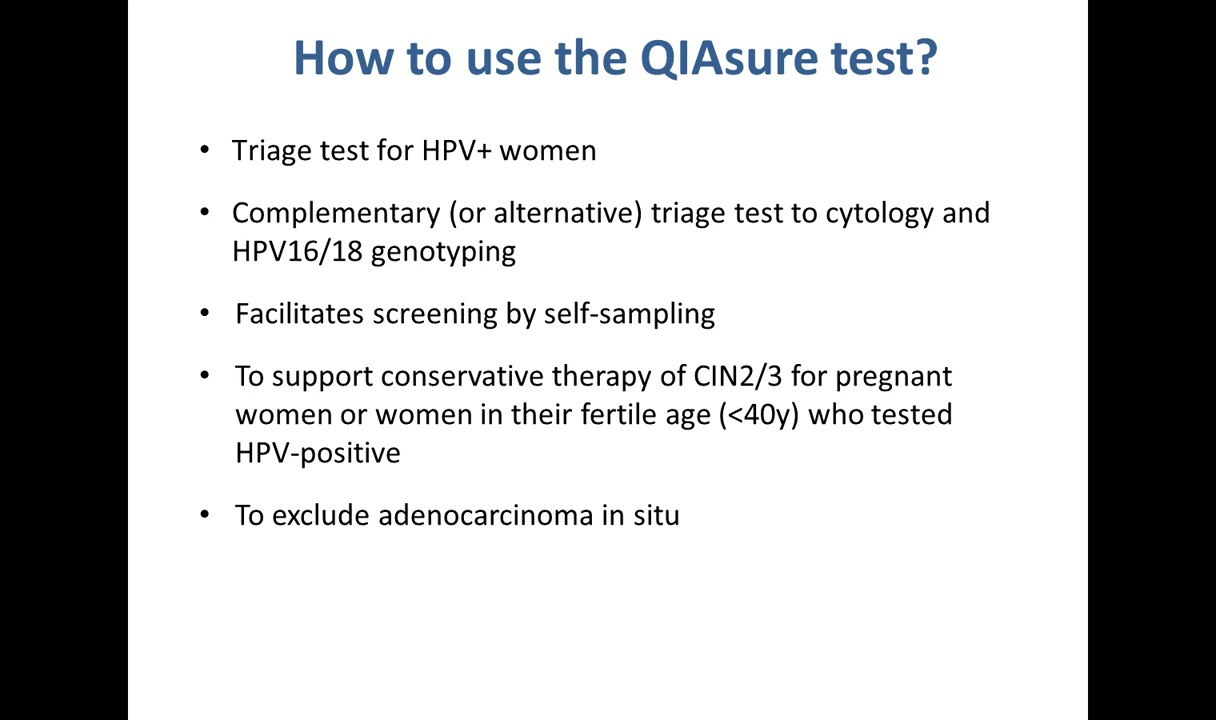 How to use the QIAsure test?
• Triage test for HPV+ women
• Complementary (or alternative) triage test to cytology and
HPV16/18 genotyping
• Facilitates screening by self-sampling
• To support conservative therapy of CIN2/3 for pregnant
women or women in their fertile age (<40y) who tested
HPV-positive
• To exclude adenocarcinoma in situ